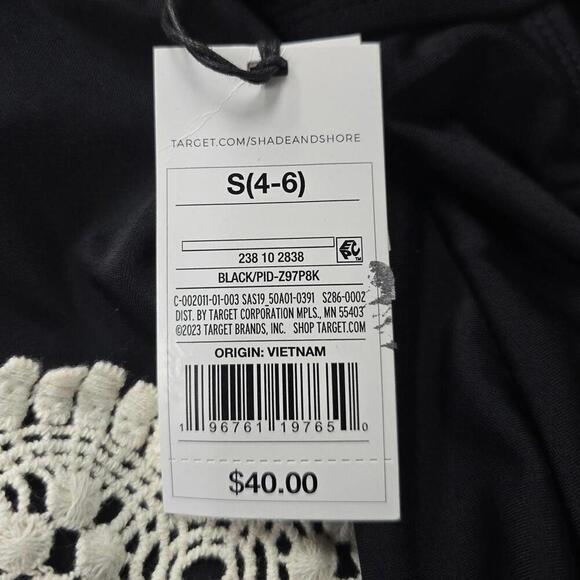 TARGET.COM/SHADEANDSHORE
S(4-6)
238 10 2838
EPC™
BLACK/PID-Z97P8K
C-002011-01-003 SAS19_50A01-0391 S286-0002
DIST. BY TARGET CORPORATION MPLS., MN 55403
©2023 TARGET BRANDS, INC. SHOP TARGET.COM
ORIGIN: VIETNAM
1 96761 19765 0
$40.00